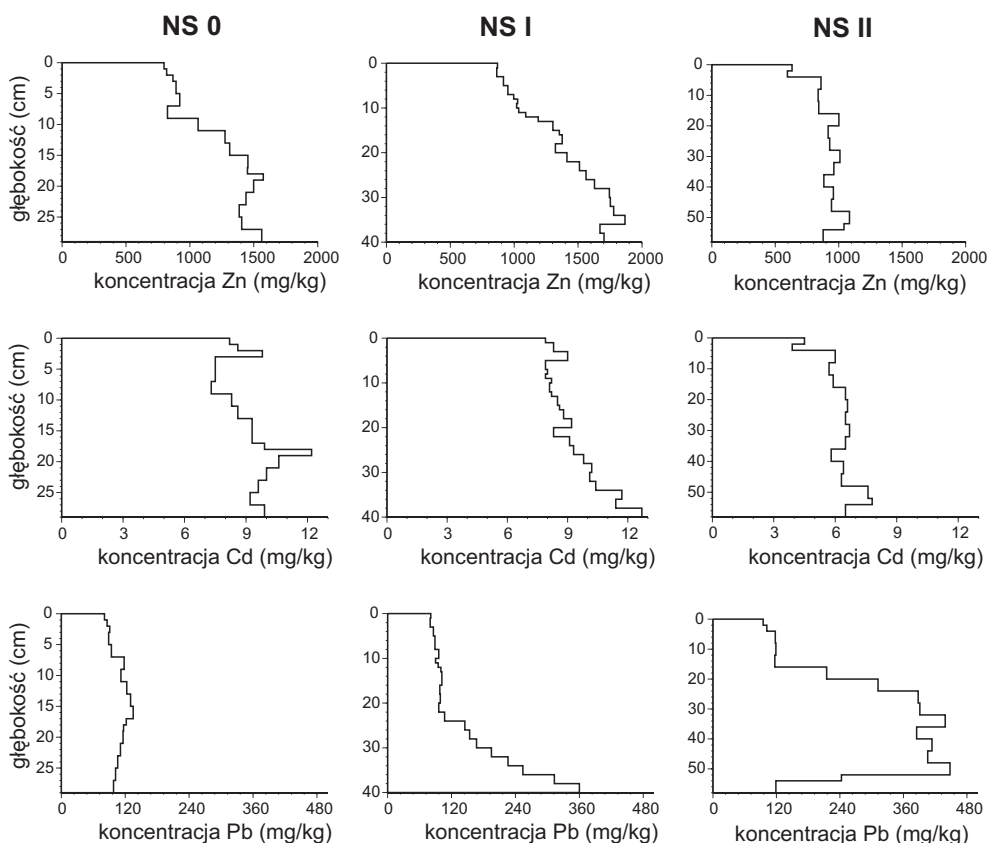 NS 0 NS I NS II
głębokość (cm)
0
5
10
15
20
25
0 500 1000 1500 2000
koncentracja Zn (mg/kg)
0
10
20
30
40
0 500 1000 1500 2000
koncentracja Zn (mg/kg)
0
10
20
30
40
50
0 500 1000 1500 2000
koncentracja Zn (mg/kg)
głębokość (cm)
0
5
10
15
20
25
0 3 6 9 12
koncentracja Cd (mg/kg)
0
10
20
30
40
0 3 6 9 12
koncentracja Cd (mg/kg)
0
10
20
30
40
50
0 3 6 9 12
koncentracja Cd (mg/kg)
głębokość (cm)
0
5
10
15
20
25
0 120 240 360 480
koncentracja Pb (mg/kg)
0
10
20
30
40
0 120 240 360 480
koncentracja Pb (mg/kg)
0
10
20
30
40
50
0 120 240 360 480
koncentracja Pb (mg/kg)